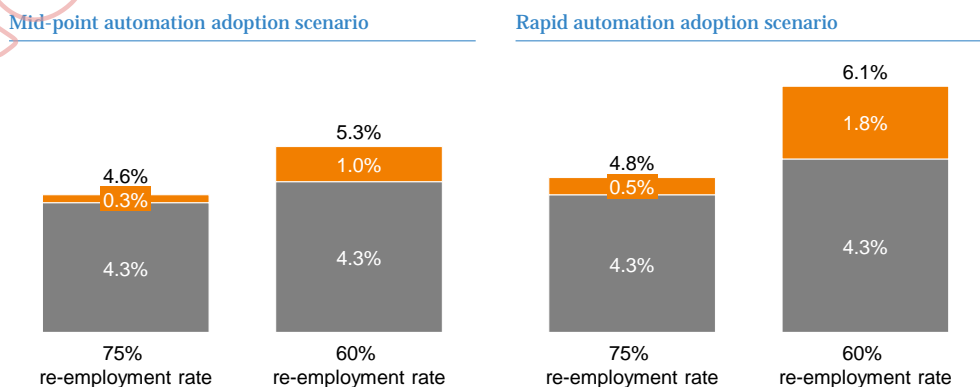 Mid-point automation adoption scenario
4.6%
0.3%
4.3%
75%
re-employment rate
5.3%
1.0%
4.3%
60%
re-employment rate
Rapid automation adoption scenario
4.8%
0.5%
4.3%
75%
re-employment rate
6.1%
1.8%
4.3%
60%
re-employment rate